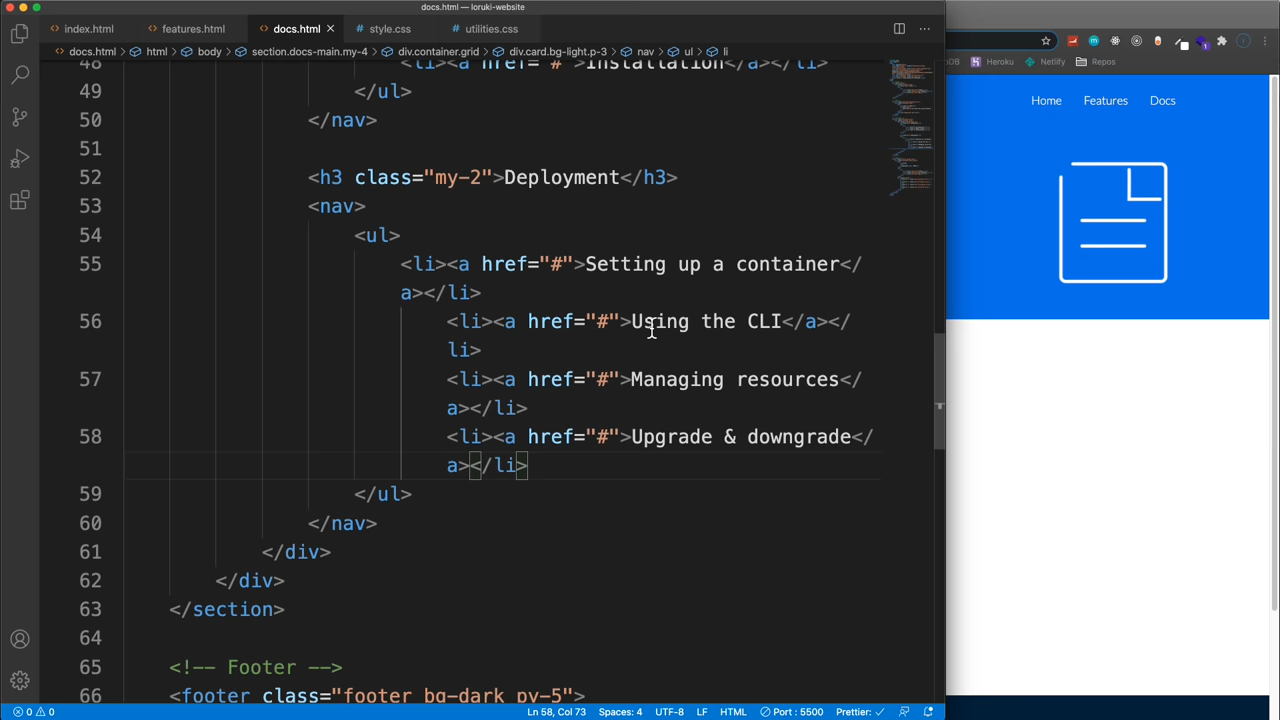 docs.html — loruki-website
index.html features.html docs.html style.css utilities.css
docs.html > html > body > section.docs-main.my-4 > div.container.grid > div.card.bg-light.p-3 > nav > ul > li
48 <li><a href="#">Installation</a></li>
49 </ul>
50 </nav>
51
52 <h3 class="my-2">Deployment</h3>
53 <nav>
54 <ul>
55 <li><a href="#">Setting up a container</
a></li>
56 <li><a href="#">Using the CLI</a></
li>
57 <li><a href="#">Managing resources</
a></li>
58 <li><a href="#">Upgrade & downgrade</
a></li>
59 </ul>
60 </nav>
61 </div>
62 </div>
63 </section>
64
65 <!-- Footer -->
66 <footer class="footer bg-dark py-5">
0 0 Ln 58, Col 73 Spaces: 4 UTF-8 LF HTML Port : 5500 Prettier: ✓
DB Heroku Netlify Repos
Home Features Docs